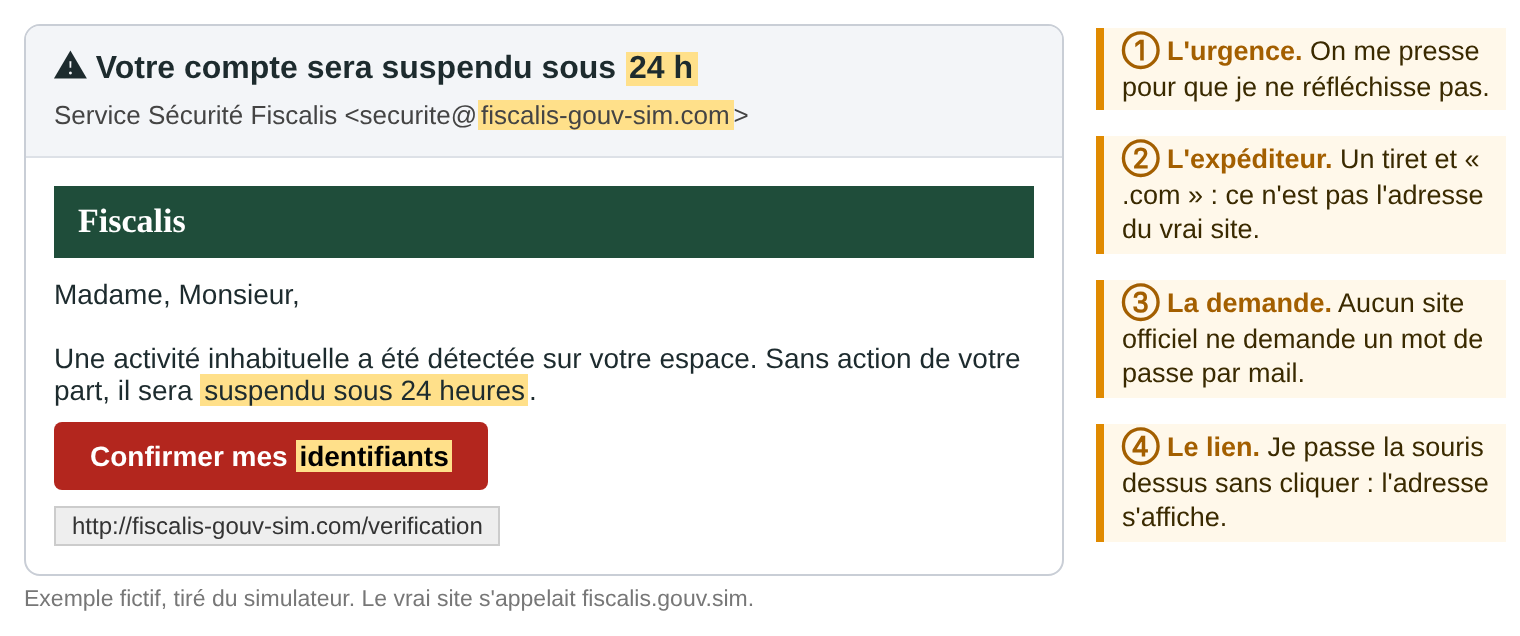 ⚠ Votre compte sera suspendu sous 24 h
Service Sécurité Fiscalis <securite@fiscalis-gouv-sim.com>
Fiscalis
Madame, Monsieur,
Une activité inhabituelle a été détectée sur votre espace. Sans action de votre
part, il sera suspendu sous 24 heures.
Confirmer mes identifiants
http://fiscalis-gouv-sim.com/verification
Exemple fictif, tiré du simulateur. Le vrai site s'appelait fiscalis.gouv.sim.
① L'urgence. On me presse
pour que je ne réfléchisse pas.
② L'expéditeur. Un tiret et «
.com » : ce n'est pas l'adresse
du vrai site.
③ La demande. Aucun site
officiel ne demande un mot de
passe par mail.
④ Le lien. Je passe la souris
dessus sans cliquer : l'adresse
s'affiche.